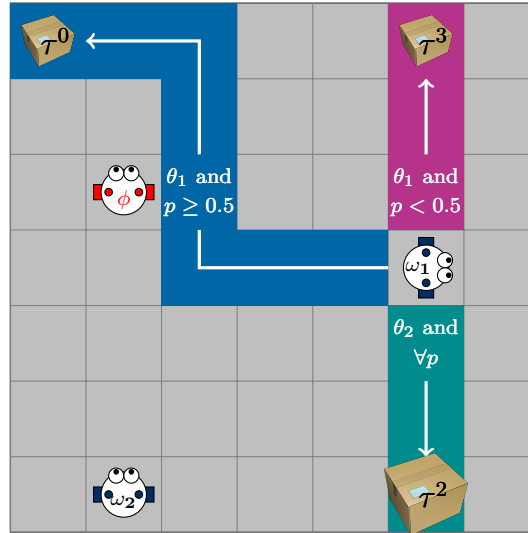 τ⁰
τ³
θ₁ and
p ≥ 0.5
θ₁ and
p < 0.5
ϕ
ω₁
θ₂ and
∀p
ω₂
τ²